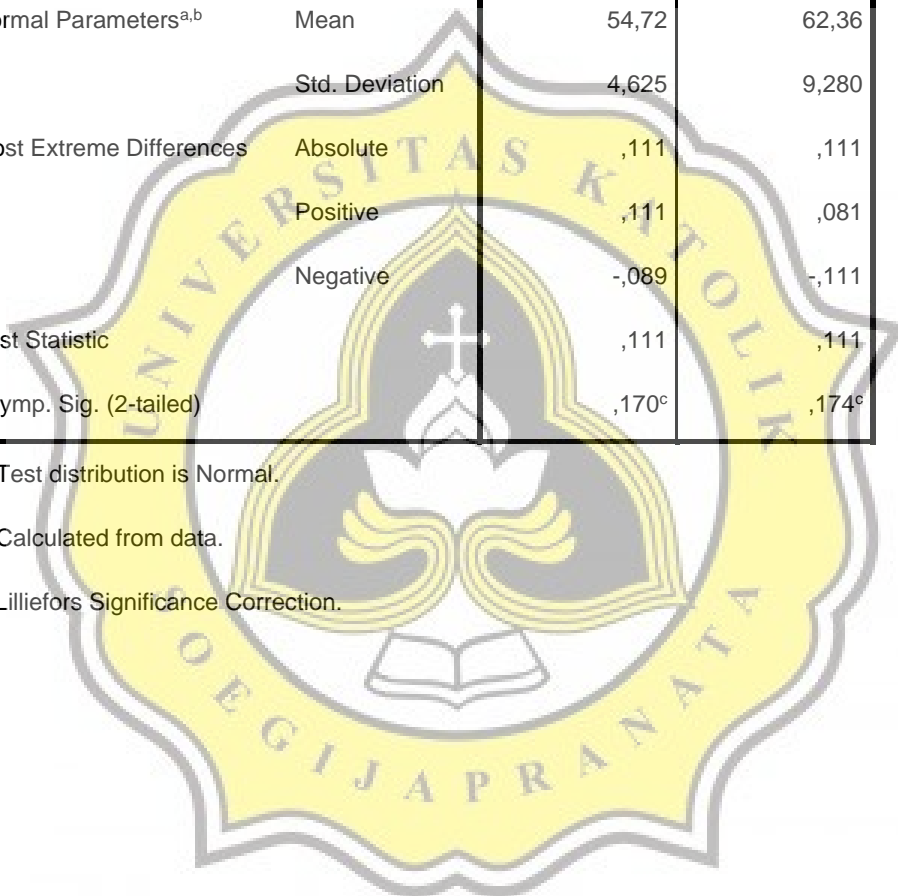 ormal Parametersa,b Mean 54,72 62,36
Std. Deviation 4,625 9,280
ost Extreme Differences Absolute ,111 ,111
Positive ,111 ,081
Negative -,089 -,111
st Statistic ,111 ,111
ymp. Sig. (2-tailed) ,170c ,174c
Test distribution is Normal.
Calculated from data.
Lilliefors Significance Correction.
UNIVERSITAS KATOLIK
SOEGIJAPRANATA